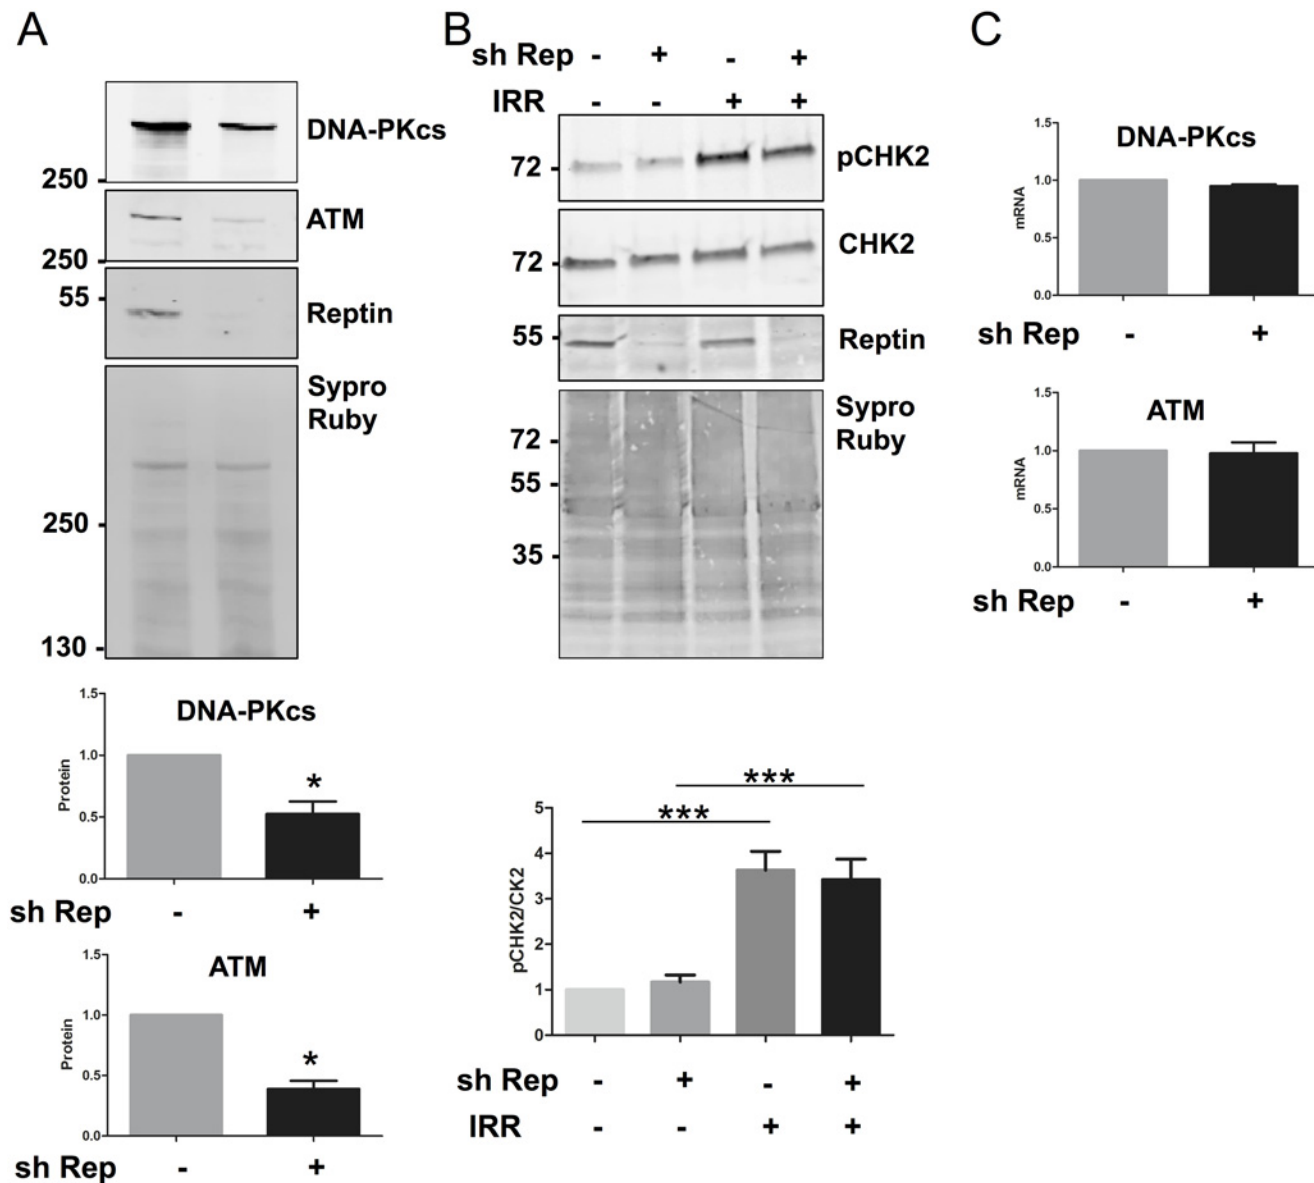 A
DNA-PKcs
250 -
ATM
250 -
55 -
Reptin
Sypro
Ruby
250 -
130 -
1.5
DNA-PKcs
1.0
*
Protein
0.5
0.0
sh Rep - +
1.5
ATM
1.0
*
Protein
0.5
0.0
sh Rep - +
B
sh Rep - + - +
IRR - - + +
72 -
pCHK2
72 -
CHK2
55 -
Reptin
Sypro
Ruby
72 -
55 -
35 -
***
***
5
4
3
2
1
0
pCHK2/CK2
sh Rep - + - +
IRR - - + +
C
1.5
DNA-PKcs
1.0
mRNA
0.5
0.0
sh Rep - +
1.5
ATM
1.0
mRNA
0.5
0.0
sh Rep - +